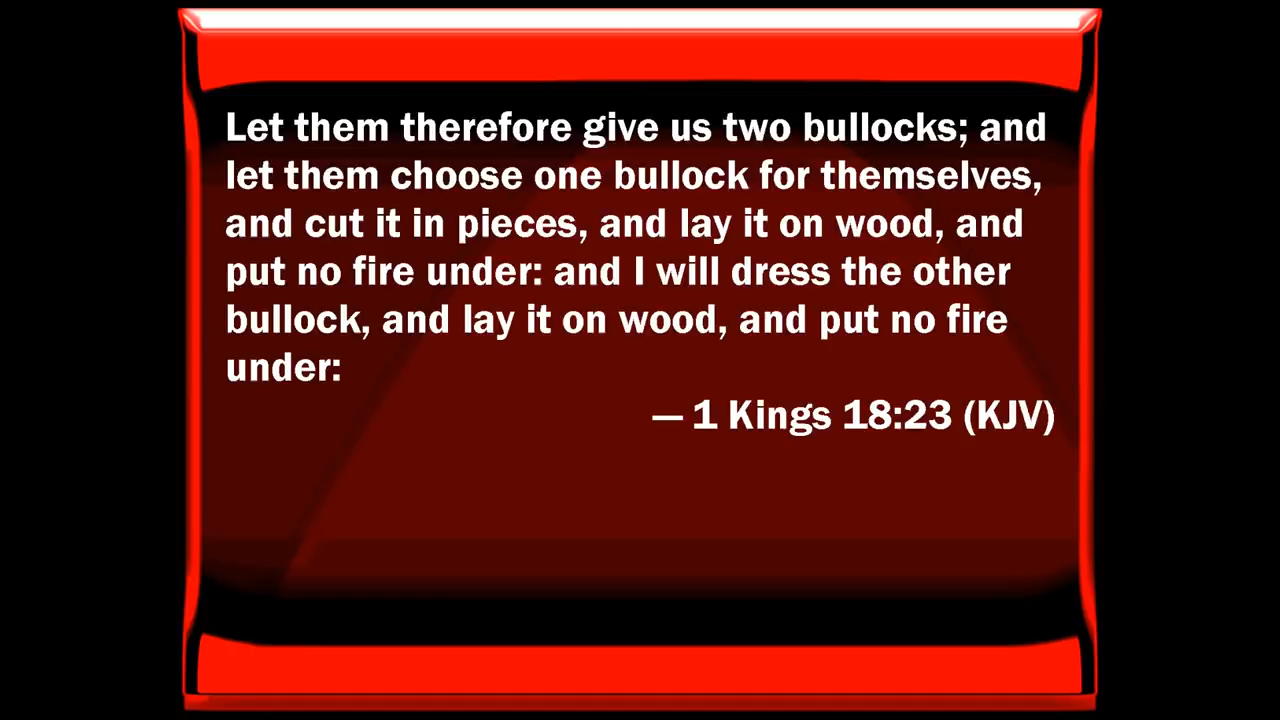 Let them therefore give us two bullocks; and
let them choose one bullock for themselves,
and cut it in pieces, and lay it on wood, and
put no fire under: and I will dress the other
bullock, and lay it on wood, and put no fire
under:
— 1 Kings 18:23 (KJV)